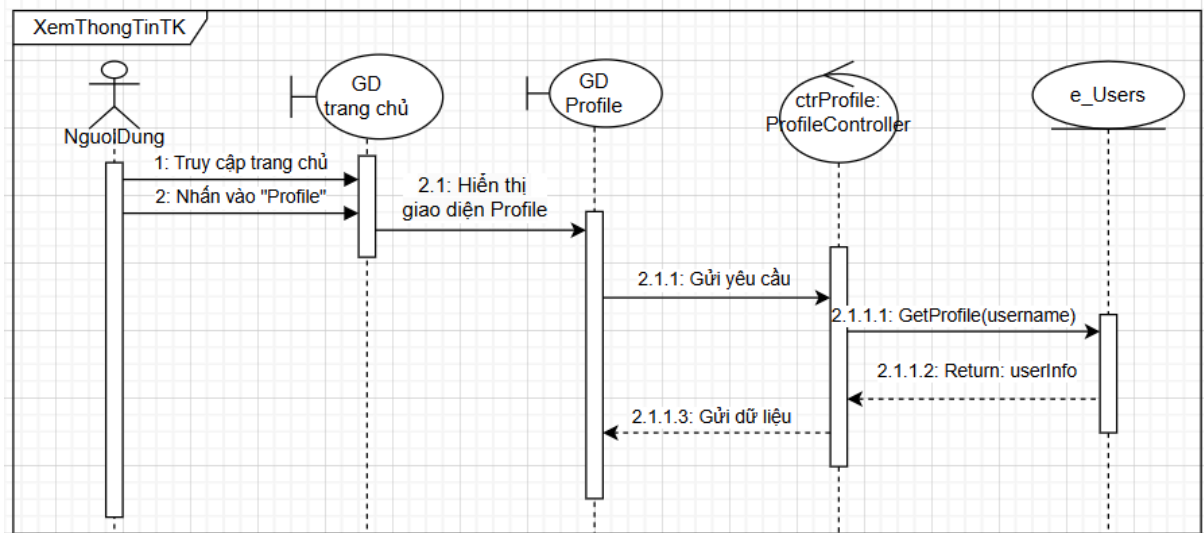 XemThongTinTK
GD
trang chủ
GD
Profile
ctrProfile:
ProfileController
e_Users
NguoIDung
1: Truy cập trang chủ
2: Nhấn vào "Profile"
2.1: Hiển thị
giao diện Profile
2.1.1: Gửi yêu cầu
2.1.1.1: GetProfile(username)
2.1.1.2: Return: userInfo
2.1.1.3: Gửi dữ liệu